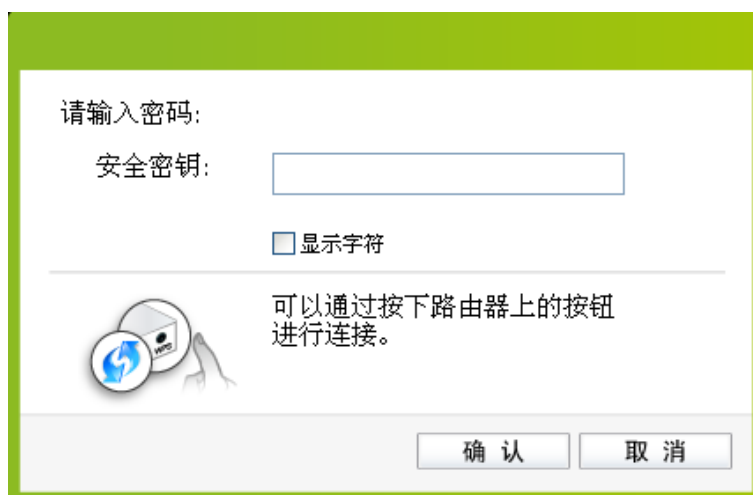 请输入密码:
安全密钥:
显示字符
可以通过按下路由器上的按钮
进行连接。
WPS
确 认
取 消